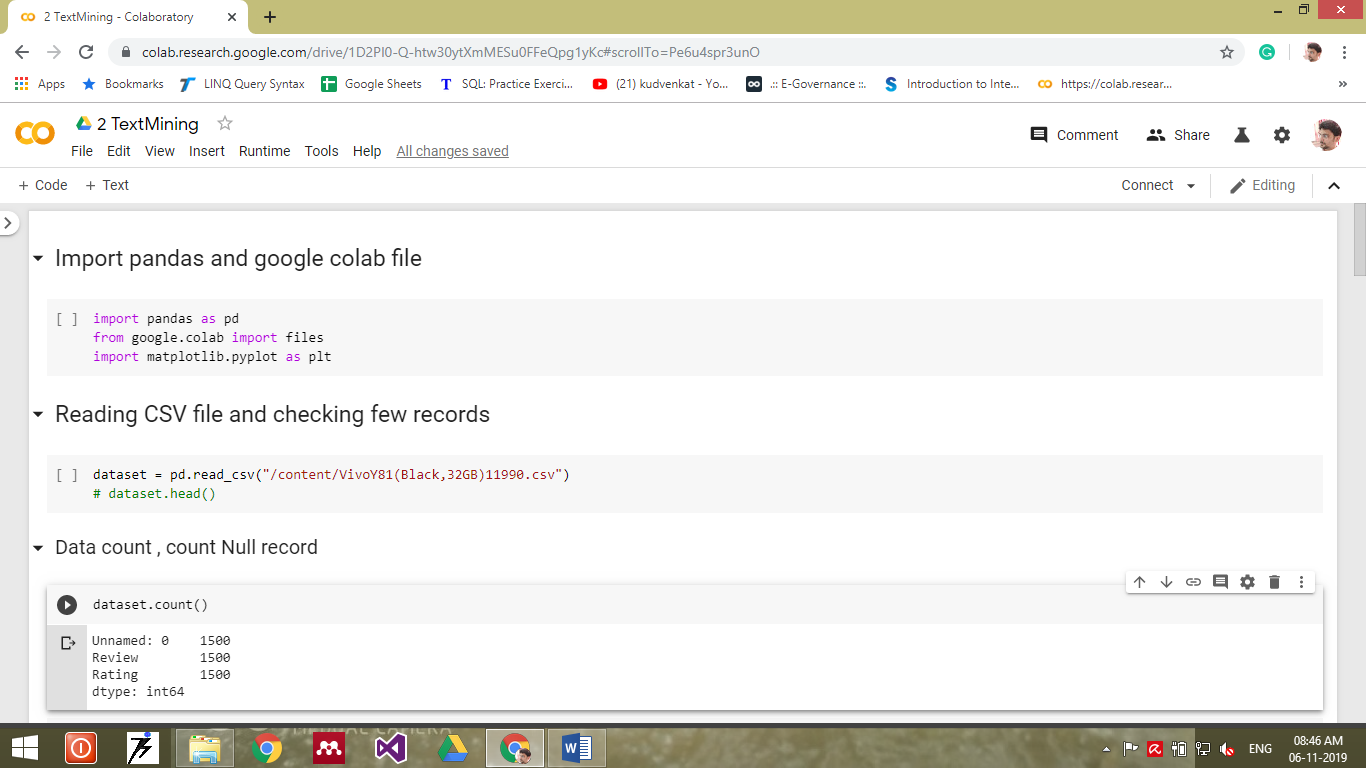 2 TextMining - Colaboratory
colab.research.google.com/drive/1D2PI0-Q-htw30ytXmMESu0FFeQpg1yKc#scrollTo=Pe6u4spr3unO
Apps Bookmarks LINQ Query Syntax Google Sheets T SQL: Practice Exerci... (21) kudvenkat - Yo... .:: E-Governance ::. S Introduction to Inte... https://colab.resear... »
2 TextMining
Comment Share
File Edit View Insert Runtime Tools Help All changes saved
+ Code + Text Connect Editing
Import pandas and google colab file
[ ] import pandas as pd
from google.colab import files
import matplotlib.pyplot as plt
Reading CSV file and checking few records
[ ] dataset = pd.read_csv("/content/VivoY81(Black,32GB)11990.csv")
# dataset.head()
Data count , count Null record
dataset.count()
Unnamed: 0 1500
Review 1500
Rating 1500
dtype: int64
ENG
08:46 AM
06-11-2019